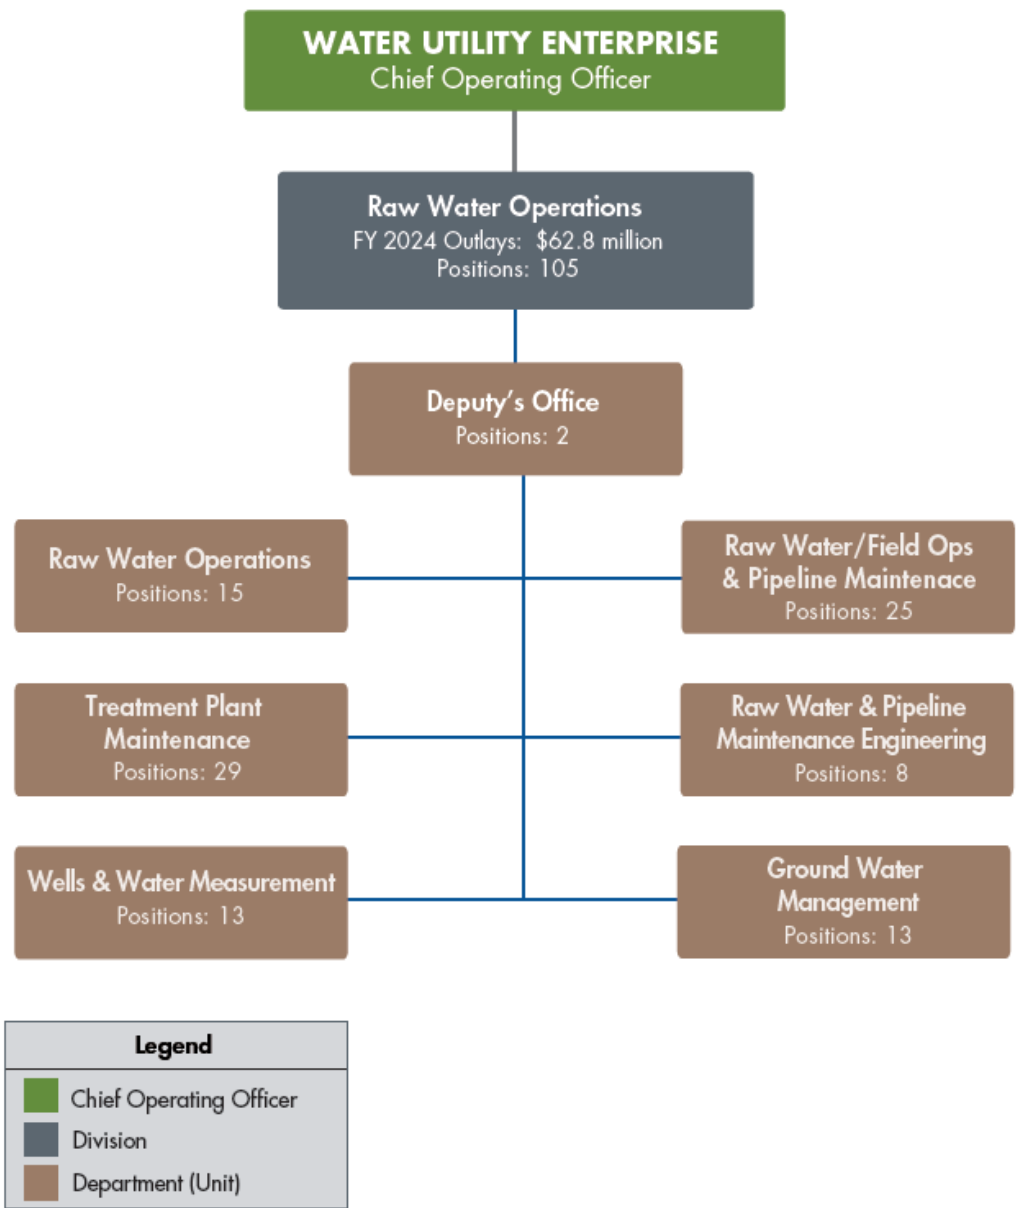 WATER UTILITY ENTERPRISE
Chief Operating Officer
Raw Water Operations
FY 2024 Outlays: $62.8 million
Positions: 105
Deputy’s Office
Positions: 2
Raw Water Operations
Positions: 15
Raw Water/Field Ops
& Pipeline Maintenace
Positions: 25
Treatment Plant
Maintenance
Positions: 29
Raw Water & Pipeline
Maintenance Engineering
Positions: 8
Wells & Water Measurement
Positions: 13
Ground Water
Management
Positions: 13
Legend
Chief Operating Officer
Division
Department (Unit)